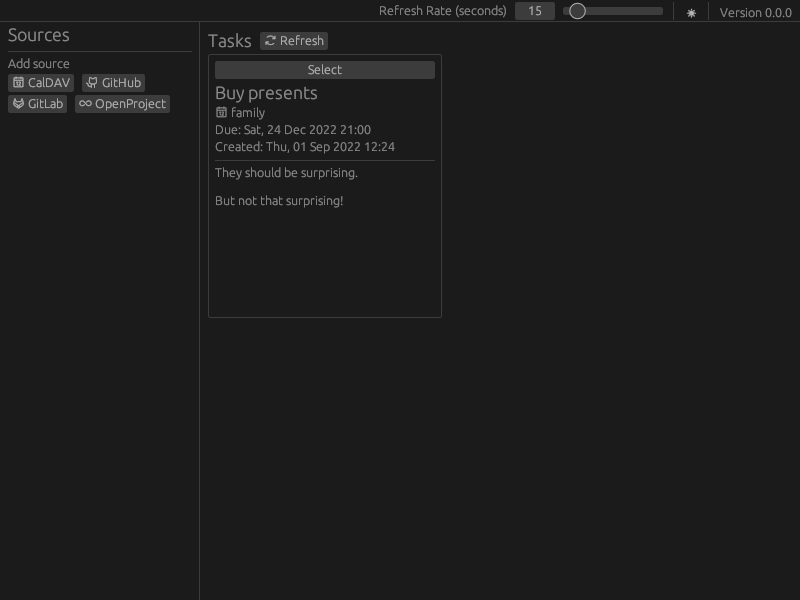 Refresh Rate (seconds) 15 Version 0.0.0
Sources
Add source
CalDAV GitHub
GitLab OpenProject
Tasks Refresh
Select
Buy presents
family
Due: Sat, 24 Dec 2022 21:00
Created: Thu, 01 Sep 2022 12:24
They should be surprising.
But not that surprising!